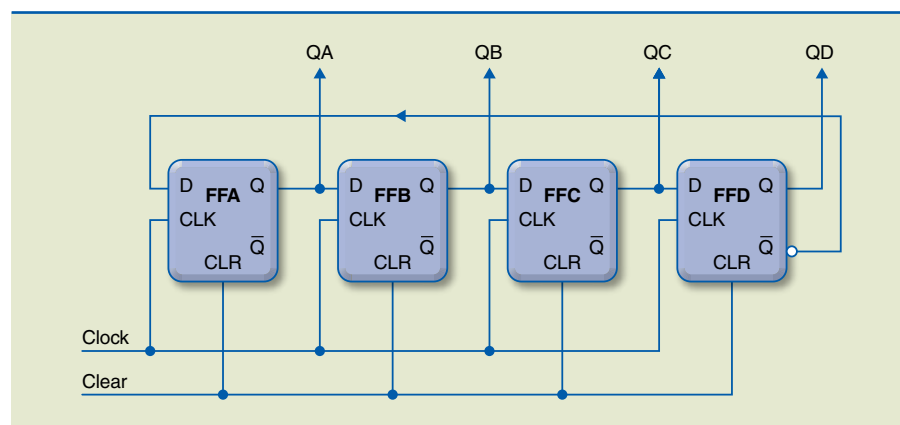 QA QB QC QD
D Q D Q D Q D Q
FFA FFB FFC FFD
CLK CLK CLK CLK
Q̅ Q̅ Q̅ Q̅
CLR CLR CLR CLR
Clock
Clear